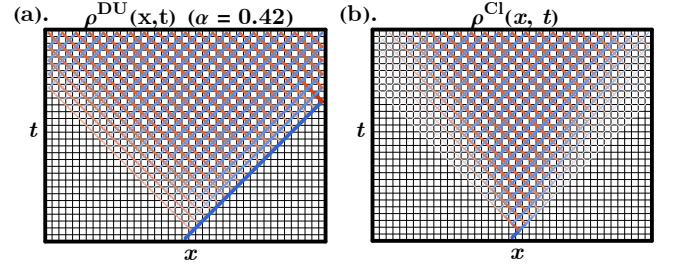 (a). ρ^DU(x,t) (α = 0.42)
t
x
(b). ρ^Cl(x, t)
t
x